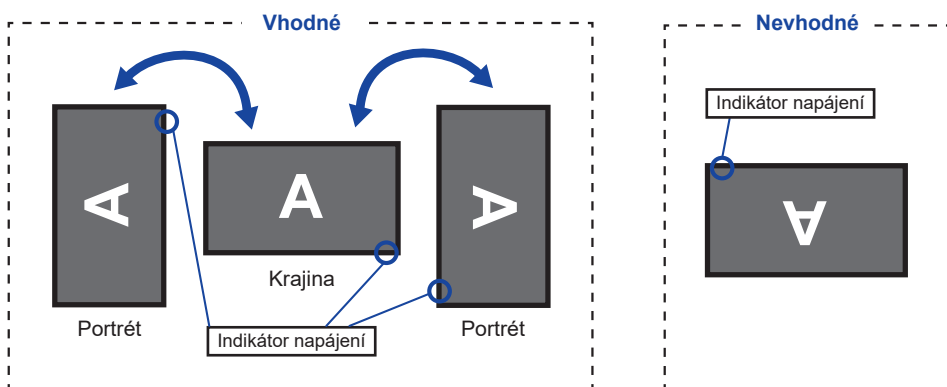 Vhodné
Nevhodné
Indikátor napájení
A
A
A
A
Krajina
Portrét
Portrét
Indikátor napájení